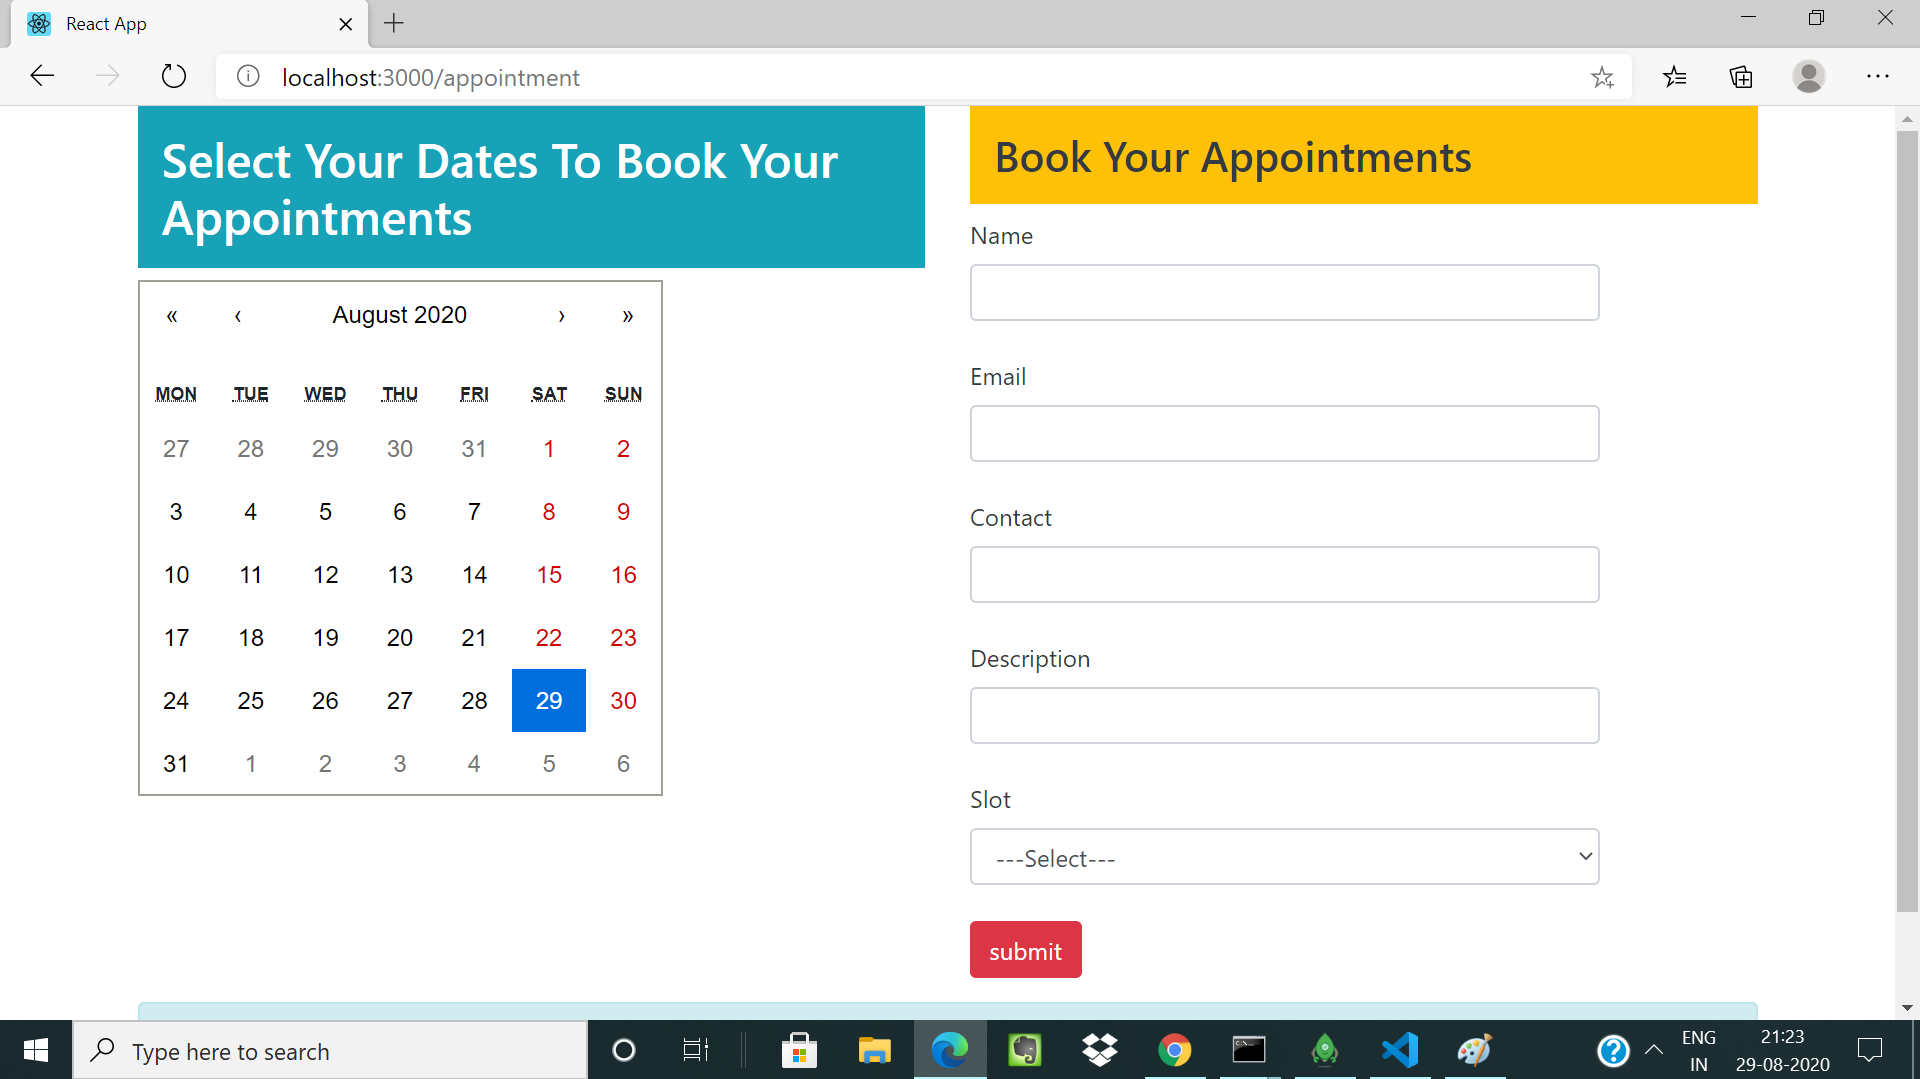 React App
localhost:3000/appointment
Select Your Dates To Book Your
Appointments
« ‹ August 2020 › »
MON TUE WED THU FRI SAT SUN
27 28 29 30 31 1 2
3 4 5 6 7 8 9
10 11 12 13 14 15 16
17 18 19 20 21 22 23
24 25 26 27 28 29 30
31 1 2 3 4 5 6
Book Your Appointments
Name
Email
Contact
Description
Slot
---Select---
submit
Type here to search
ENG
IN
21:23
29-08-2020